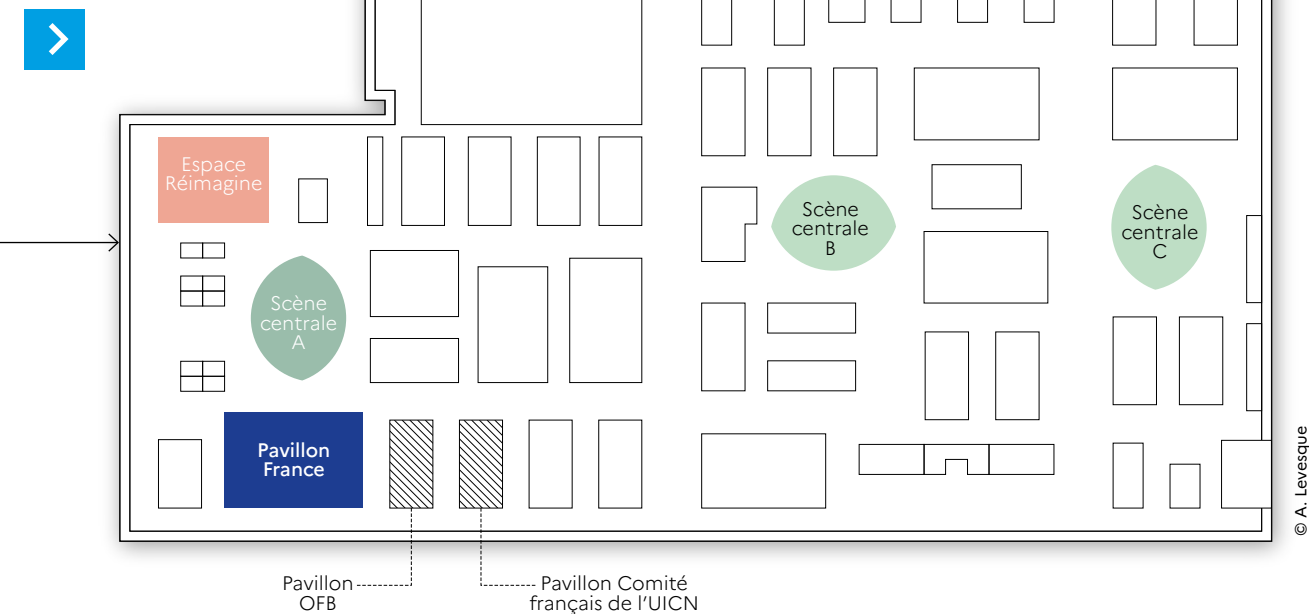 Espace
Réimagine
Scène
centrale
A
Scène
centrale
B
Scène
centrale
C
Pavillon
France
Pavillon
OFB
Pavillon Comité
français de l’UICN
© A. Levesque